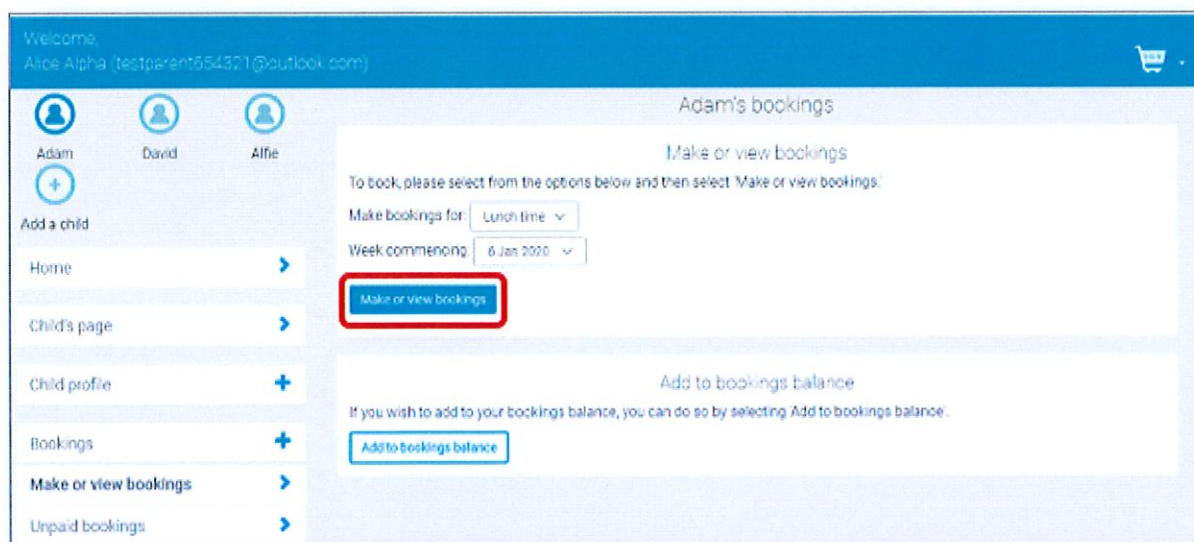 Welcome,
Alice Alpha (testparent654321@outlook.com)
Adam David Alfie
Add a child
Home
Child's page
Child profile
Bookings
Make or view bookings
Unpaid bookings
Adam's bookings
Make or view bookings
To book, please select from the options below and then select 'Make or view bookings.'
Make bookings for: Lunch time
Week commencing: 6 Jan 2020
Make or view bookings
Add to bookings balance
If you wish to add to your bookings balance, you can do so by selecting 'Add to bookings balance'.
Add to bookings balance